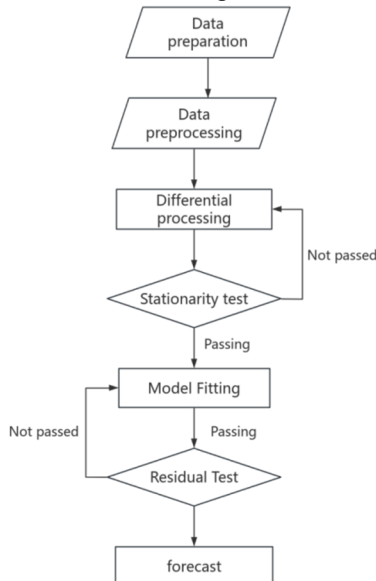 Data
preparation
Data
preprocessing
Differential
processing
Not passed
Stationarity test
Passing
Model Fitting
Not passed
Passing
Residual Test
forecast